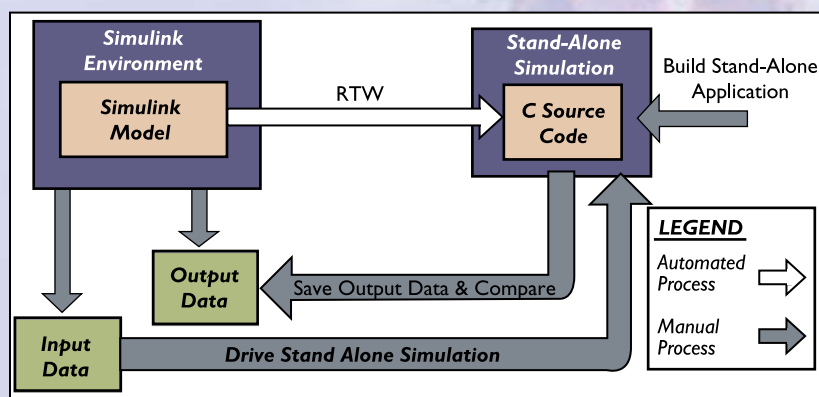 Simulink
Environment
Simulink
Model
RTW
Stand-Alone
Simulation
C Source
Code
Build Stand-Alone
Application
Output
Data
Save Output Data & Compare
Input
Data
Drive Stand Alone Simulation
LEGEND
Automated
Process
Manual
Process